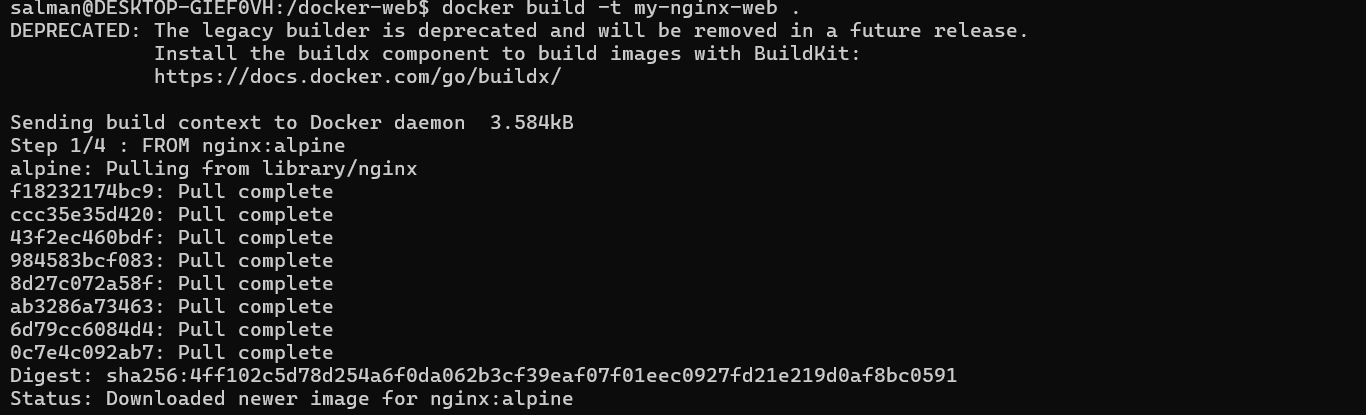 salman@DESKTOP-GIEF0VH:/docker-web$ docker build -t my-nginx-web .
DEPRECATED: The legacy builder is deprecated and will be removed in a future release.
            Install the buildx component to build images with BuildKit:
            https://docs.docker.com/go/buildx/

Sending build context to Docker daemon  3.584kB
Step 1/4 : FROM nginx:alpine
alpine: Pulling from library/nginx
f18232174bc9: Pull complete
ccc35e35d420: Pull complete
43f2ec460bdf: Pull complete
984583bcf083: Pull complete
8d27c072a58f: Pull complete
ab3286a73463: Pull complete
6d79cc6084d4: Pull complete
0c7e4c092ab7: Pull complete
Digest: sha256:4ff102c5d78d254a6f0da062b3cf39eaf07f01eec0927fd21e219d0af8bc0591
Status: Downloaded newer image for nginx:alpine